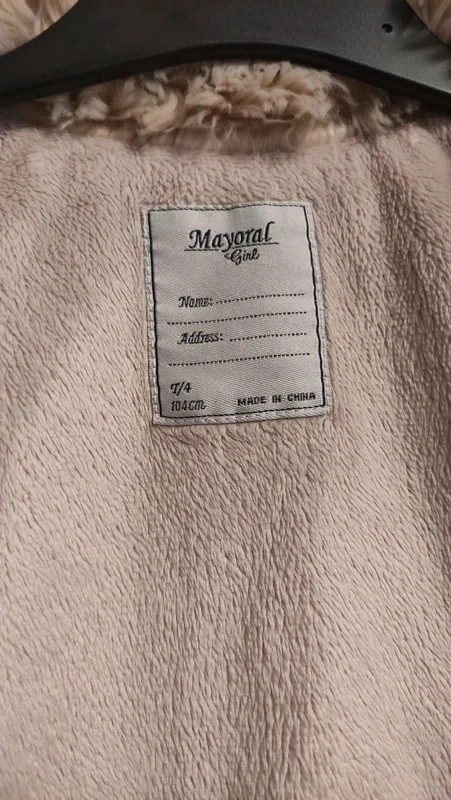 Mayoral
Girl
Name:
Address:
T/4
104CM
MADE IN CHINA